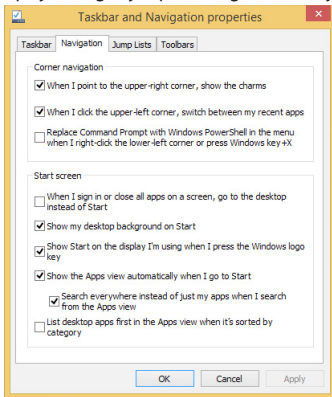 Taskbar and Navigation properties
Taskbar Navigation Jump Lists Toolbars
Corner navigation
When I point to the upper-right corner, show the charms
When I click the upper-left corner, switch between my recent apps
Replace Command Prompt with Windows PowerShell in the menu
when I right-click the lower-left corner or press Windows key+X
Start screen
When I sign in or close all apps on a screen, go to the desktop
instead of Start
Show my desktop background on Start
Show Start on the display I'm using when I press the Windows logo
key
Show the Apps view automatically when I go to Start
Search everywhere instead of just my apps when I search
from the Apps view
List desktop apps first in the Apps view when it's sorted by
category
OK Cancel Apply